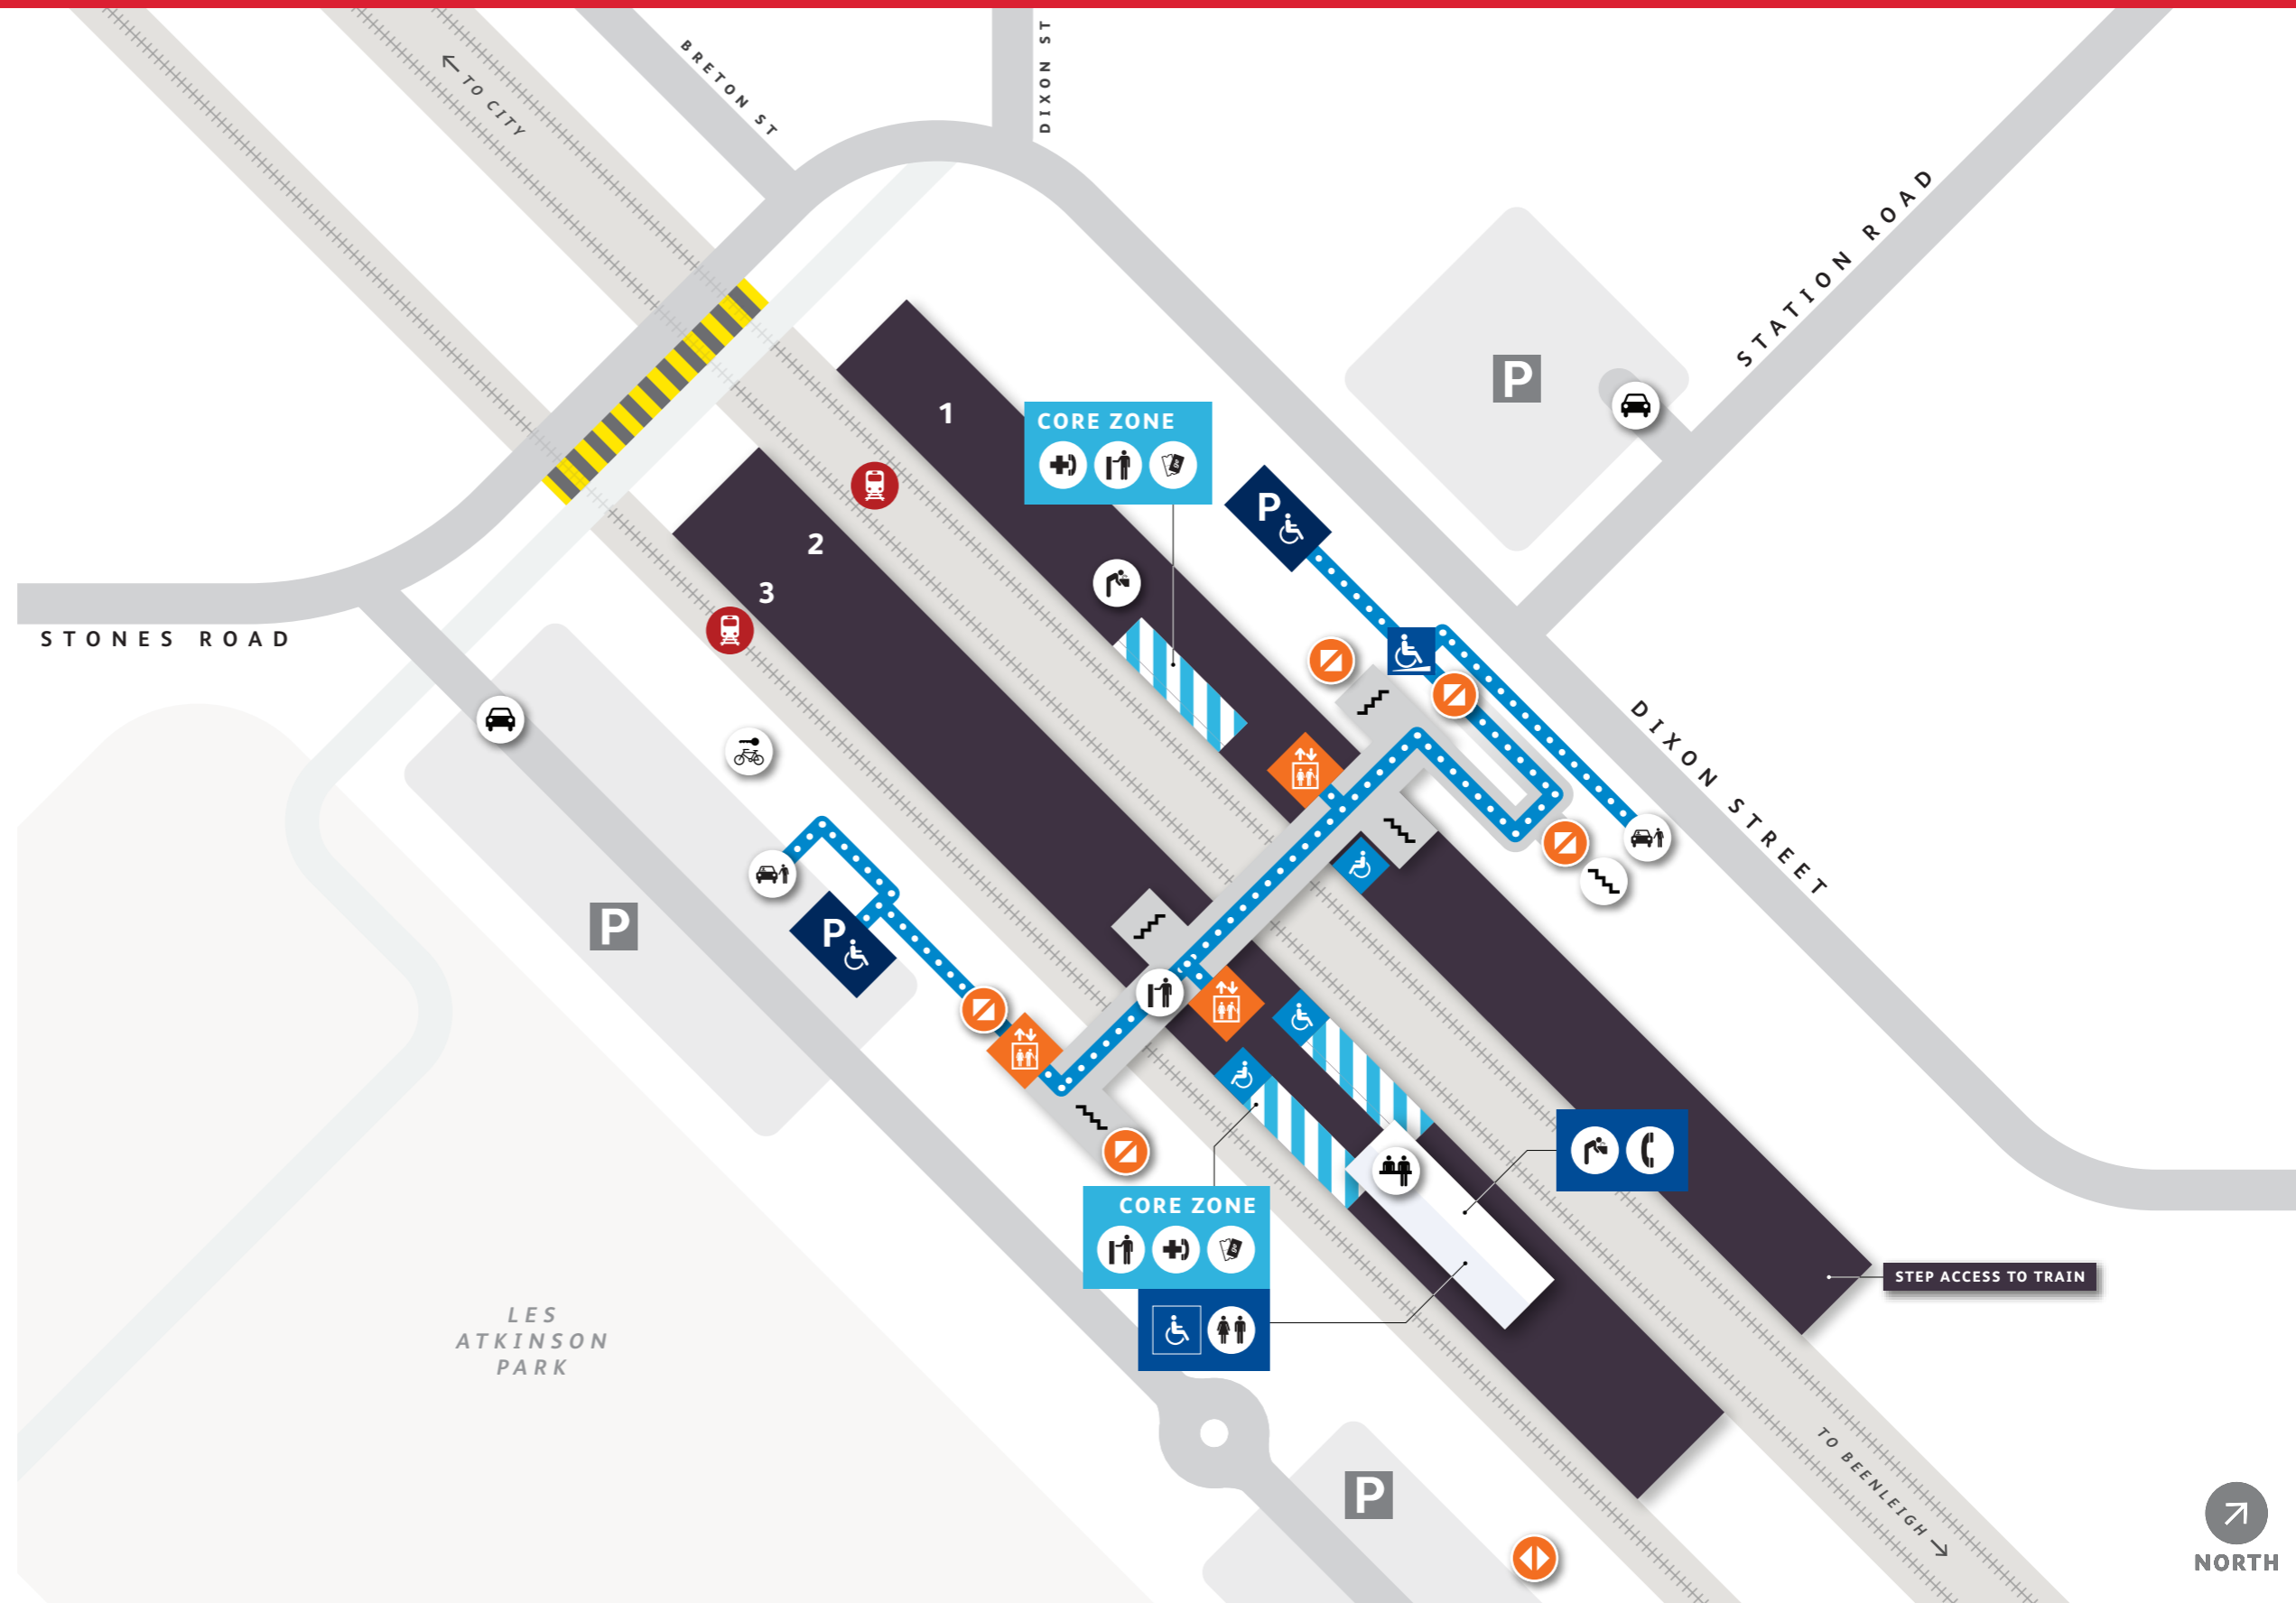 BRETON ST
DIXON ST
← TO CITY
STATION ROAD
1
CORE ZONE
P
P
2
3
STONES ROAD
DIXON STREET
P
P
CORE ZONE
STEP ACCESS TO TRAIN
LES
ATKINSON
PARK
P
TO BEENLEIGH →
NORTH